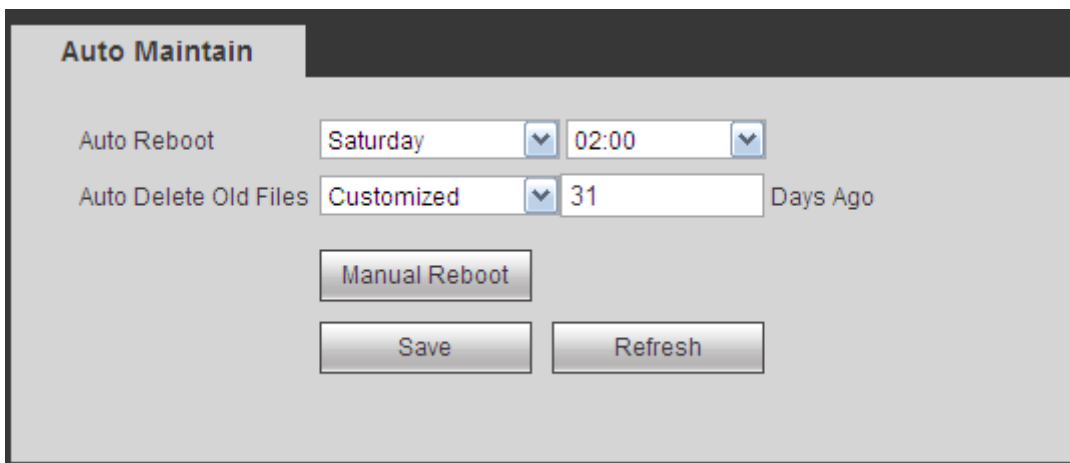 Auto Maintain
Auto Reboot Saturday 02:00
Auto Delete Old Files Customized 31 Days Ago
Manual Reboot
Save Refresh